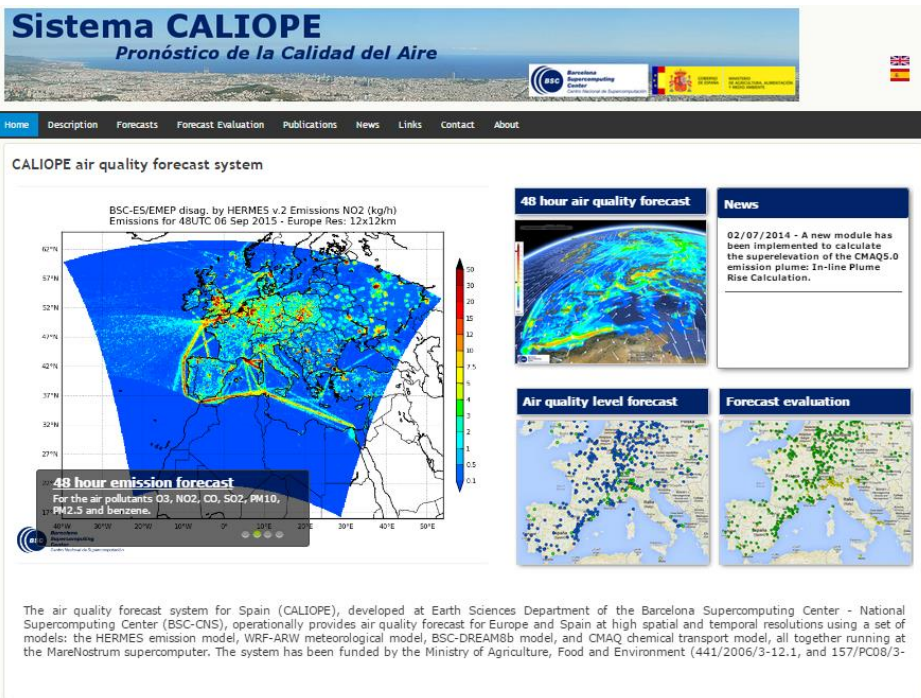 Sistema CALIOPE
Pronóstico de la Calidad del Aire
Barcelona
Supercomputing
Center
Centro Nacional de Supercomputación
GOBIERNO
DE ESPAÑA
MINISTERIO
DE AGRICULTURA, ALIMENTACIÓN
Y MEDIO AMBIENTE
Home Description Forecasts Forecast Evaluation Publications News Links Contact About
CALIOPE air quality forecast system
BSC-ES/EMEP disag. by HERMES v.2 Emissions NO2 (kg/h)
Emissions for 48UTC 06 Sep 2015 - Europe Res: 12x12km
62°N
57°N
52°N
47°N
42°N
37°N
32°N
27°N
50
30
20
15
12
10
7.5
5
4
3
2
1
0.5
0.1
48 hour emission forecast
For the air pollutants O3, NO2, CO, SO2, PM10,
PM2.5 and benzene.
40°W 30°W 20°W 10°W 0° 10°E 20°E 30°E 40°E 50°E
BSC
Barcelona
Supercomputing
Center
Centro Nacional de Supercomputación
48 hour air quality forecast
News
02/07/2014 - A new module has
been implemented to calculate
the superelevation of the CMAQ5.0
emission plume: In-line Plume
Rise Calculation.
Air quality level forecast
Forecast evaluation
The air quality forecast system for Spain (CALIOPE), developed at Earth Sciences Department of the Barcelona Supercomputing Center - National
Supercomputing Center (BSC-CNS), operationally provides air quality forecast for Europe and Spain at high spatial and temporal resolutions using a set of
models: the HERMES emission model, WRF-ARW meteorological model, BSC-DREAM8b model, and CMAQ chemical transport model, all together running at
the MareNostrum supercomputer. The system has been funded by the Ministry of Agriculture, Food and Environment (441/2006/3-12.1, and 157/PC08/3-